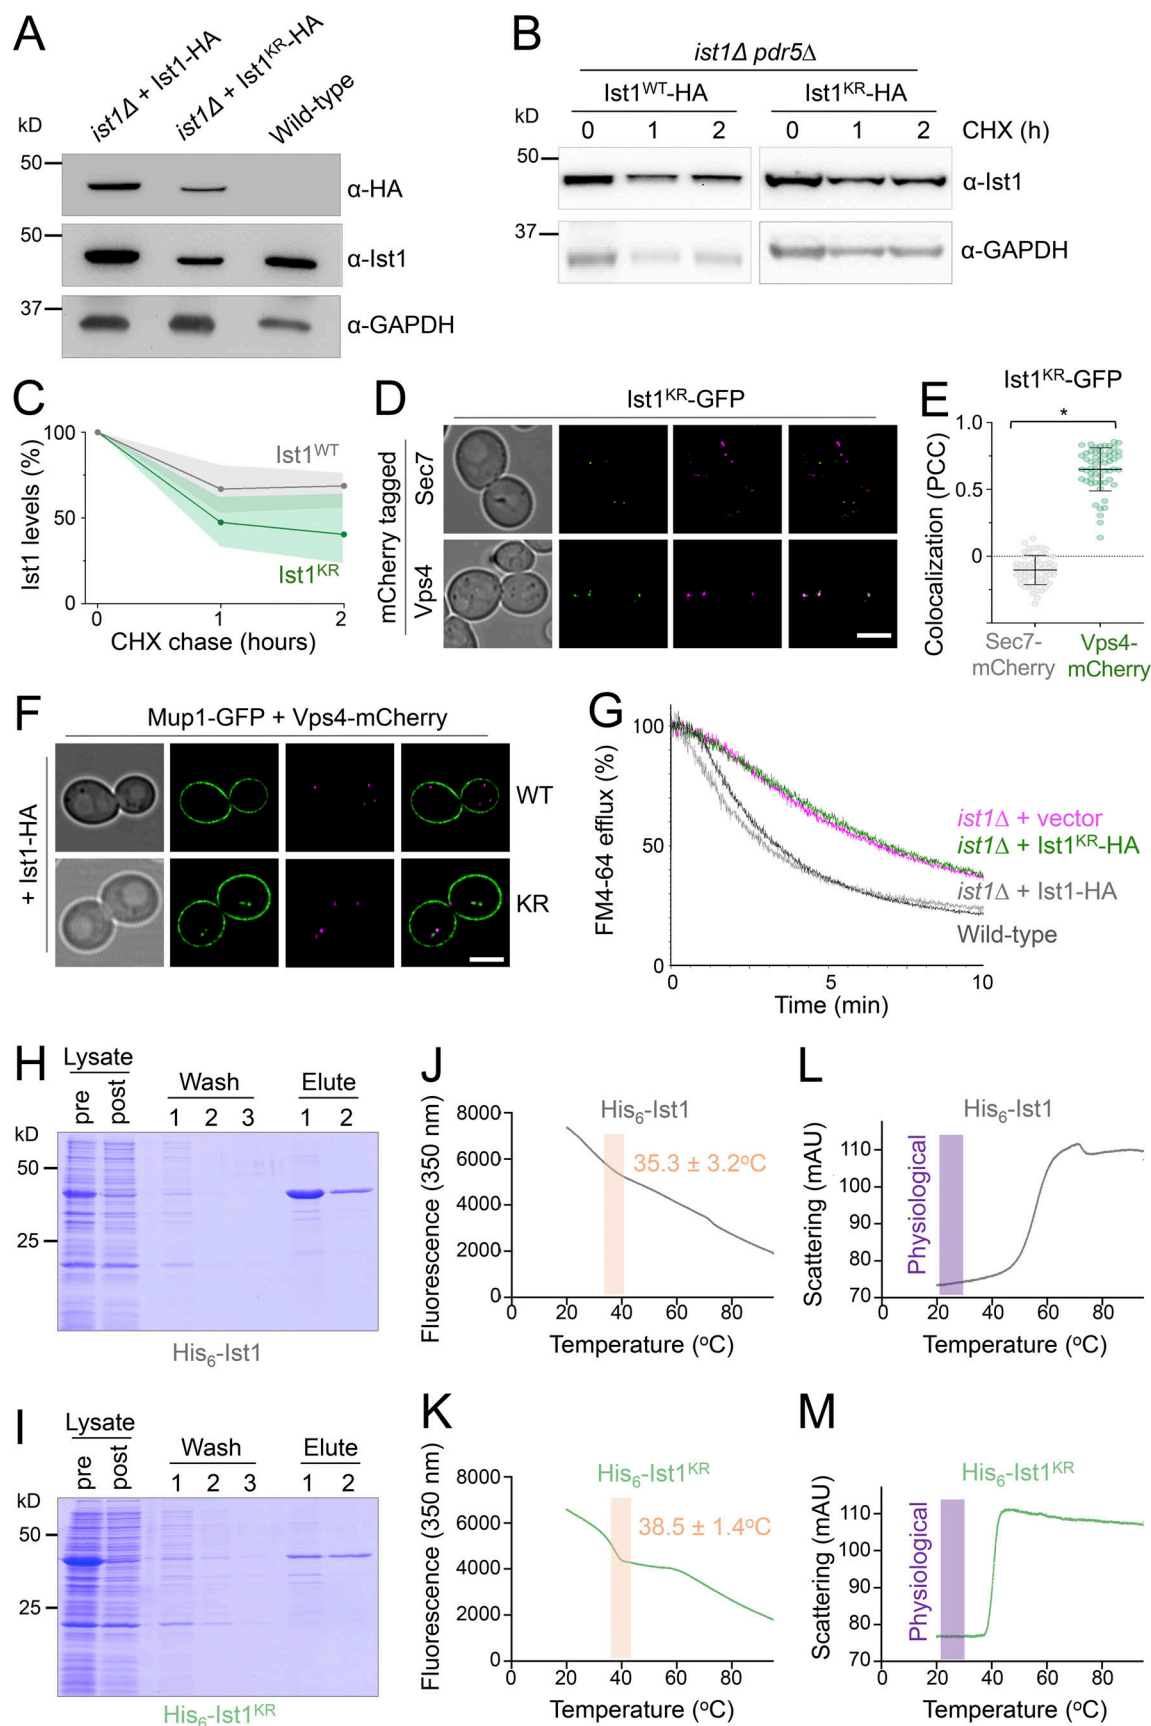 A
ist1Δ + Ist1-HA
ist1Δ + Ist1KR-HA
Wild-type
kD
50
α-HA
50
α-Ist1
37
α-GAPDH
B
ist1Δ pdr5Δ
Ist1WT-HA Ist1KR-HA
kD
0 1 2 0 1 2 CHX (h)
50
α-Ist1
37
α-GAPDH
C
Ist1 levels (%)
100
50
0
Ist1WT
Ist1KR
0 1 2
CHX chase (hours)
D
Ist1KR-GFP
mCherry tagged
Sec7
Vps4
E
Ist1KR-GFP
*
Colocalization (PCC)
1.0
0.5
0
Sec7-
mCherry
Vps4-
mCherry
F
Mup1-GFP + Vps4-mCherry
+ Ist1-HA
WT
KR
G
FM4-64 efflux (%)
100
50
0
ist1Δ + vector
ist1Δ + Ist1KR-HA
ist1Δ + Ist1-HA
Wild-type
0 5 10
Time (min)
H
Lysate
Wash Elute
pre post 1 2 3 1 2
kD
50
25
His6-Ist1
J
Fluorescence (350 nm)
His6-Ist1
35.3 ± 3.2oC
8000
6000
4000
2000
0
0 20 40 60 80
Temperature (oC)
L
Scattering (mAU)
His6-Ist1
Physiological
110
100
90
80
70
0 20 40 60 80
Temperature (oC)
I
Lysate
Wash Elute
pre post 1 2 3 1 2
kD
50
25
His6-Ist1KR
K
Fluorescence (350 nm)
His6-Ist1KR
38.5 ± 1.4oC
8000
6000
4000
2000
0
0 20 40 60 80
Temperature (oC)
M
Scattering (mAU)
His6-Ist1KR
Physiological
110
100
90
80
70
0 20 40 60 80
Temperature (oC)